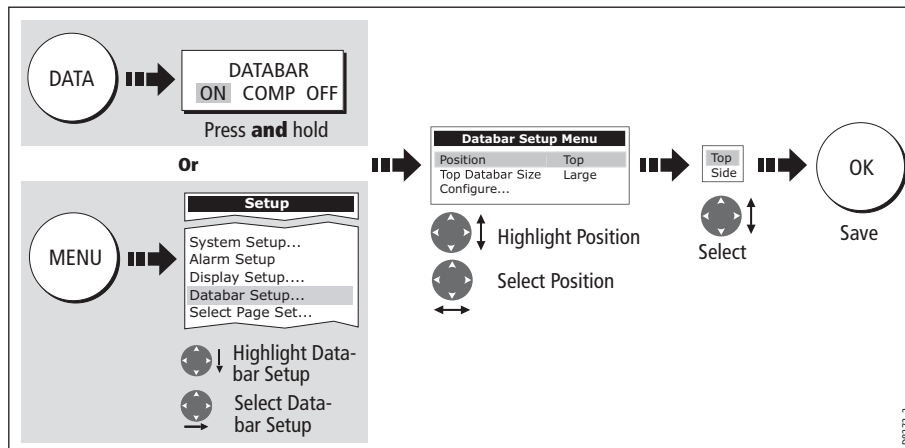 DATA
DATABAR
ON COMP OFF
Press and hold
Or
MENU
Setup
System Setup...
Alarm Setup
Display Setup....
Databar Setup...
Select Page Set...
Highlight Data-
bar Setup
Select Data-
bar Setup
Databar Setup Menu
Position Top
Top Databar Size Large
Configure...
Highlight Position
Select Position
Top
Side
Select
OK
Save